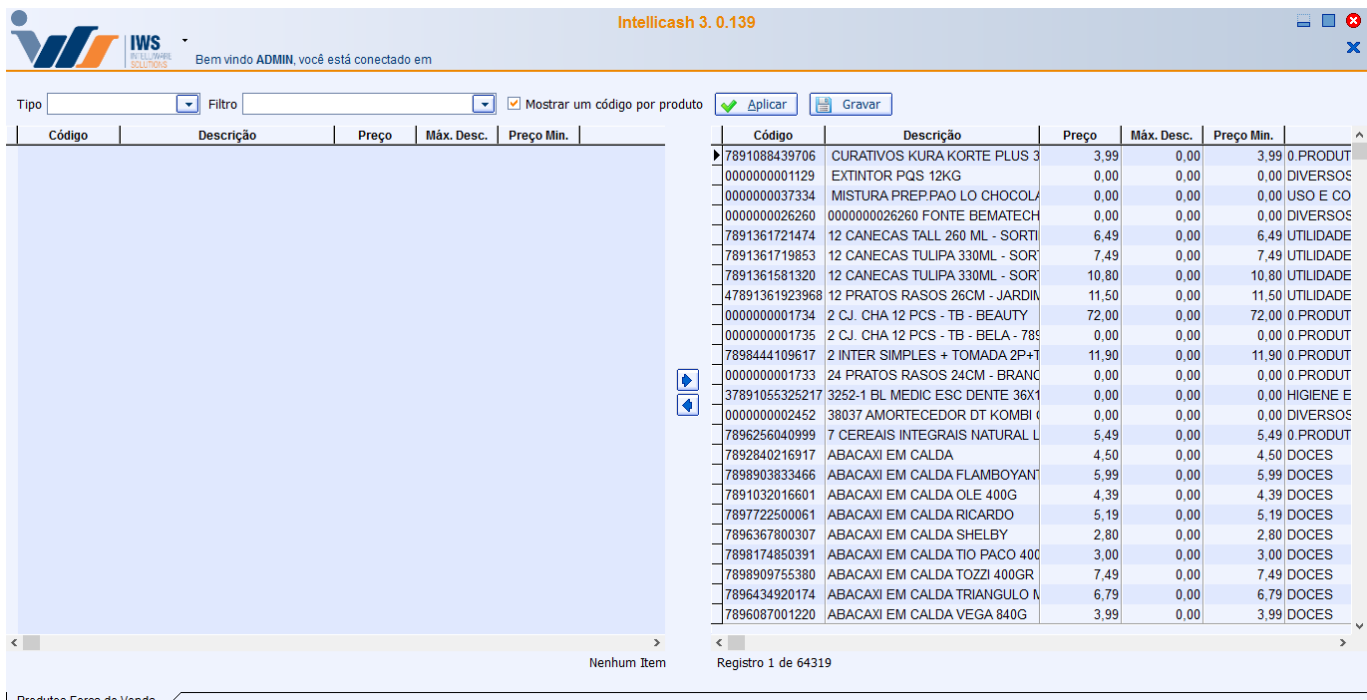 Intellicash 3. 0.139
IWS
INTELLIWARE
SOLUTIONS
Bem vindo ADMIN, você está conectado em
Tipo Filtro Mostrar um código por produto Aplicar Gravar
Código Descrição Preço Máx. Desc. Preço Min.
Código Descrição Preço Máx. Desc. Preço Min.
7891088439706 CURATIVOS KURA KORTE PLUS 3 3,99 0,00 3,99 0.PRODUT
0000000001129 EXTINTOR PQS 12KG 0,00 0,00 0,00 DIVERSOS
0000000037334 MISTURA PREP.PAO LO CHOCOLA 0,00 0,00 0,00 USO E CO
0000000026260 0000000026260 FONTE BEMATECH 0,00 0,00 0,00 DIVERSOS
7891361721474 12 CANECAS TALL 260 ML - SORTI 6,49 0,00 6,49 UTILIDADE
7891361719853 12 CANECAS TULIPA 330ML - SORT 7,49 0,00 7,49 UTILIDADE
7891361581320 12 CANECAS TULIPA 330ML - SORT 10,80 0,00 10,80 UTILIDADE
47891361923968 12 PRATOS RASOS 26CM - JARDIM 11,50 0,00 11,50 UTILIDADE
0000000001734 2 CJ. CHA 12 PCS - TB - BEAUTY 72,00 0,00 72,00 0.PRODUT
0000000001735 2 CJ. CHA 12 PCS - TB - BELA - 789 0,00 0,00 0,00 0.PRODUT
7898444109617 2 INTER SIMPLES + TOMADA 2P+T 11,90 0,00 11,90 0.PRODUT
0000000001733 24 PRATOS RASOS 24CM - BRANC 0,00 0,00 0,00 0.PRODUT
37891055325217 3252-1 BL MEDIC ESC DENTE 36X1 0,00 0,00 0,00 HIGIENE E
0000000002452 38037 AMORTECEDOR DT KOMBI 0,00 0,00 0,00 DIVERSOS
7896256040999 7 CEREAIS INTEGRAIS NATURAL L 5,49 0,00 5,49 0.PRODUT
7892840216917 ABACAXI EM CALDA 4,50 0,00 4,50 DOCES
7898903833466 ABACAXI EM CALDA FLAMBOYANT 5,99 0,00 5,99 DOCES
7891032016601 ABACAXI EM CALDA OLE 400G 4,39 0,00 4,39 DOCES
7897722500061 ABACAXI EM CALDA RICARDO 5,19 0,00 5,19 DOCES
7896367800307 ABACAXI EM CALDA SHELBY 2,80 0,00 2,80 DOCES
7898174850391 ABACAXI EM CALDA TIO PACO 400 3,00 0,00 3,00 DOCES
7898909755380 ABACAXI EM CALDA TOZZI 400GR 7,49 0,00 7,49 DOCES
7896434920174 ABACAXI EM CALDA TRIANGULO M 6,79 0,00 6,79 DOCES
7896087001220 ABACAXI EM CALDA VEGA 840G 3,99 0,00 3,99 DOCES
Nenhum Item
Registro 1 de 64319
Produtos Força de Venda